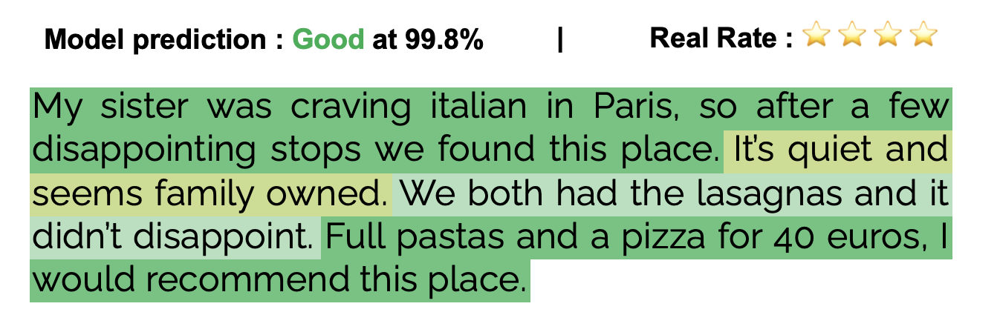 Model prediction : Good at 99.8% | Real Rate : ⭐⭐⭐⭐
My sister was craving italian in Paris, so after a few
disappointing stops we found this place. It’s quiet and
seems family owned. We both had the lasagnas and it
didn’t disappoint. Full pastas and a pizza for 40 euros, I
would recommend this place.